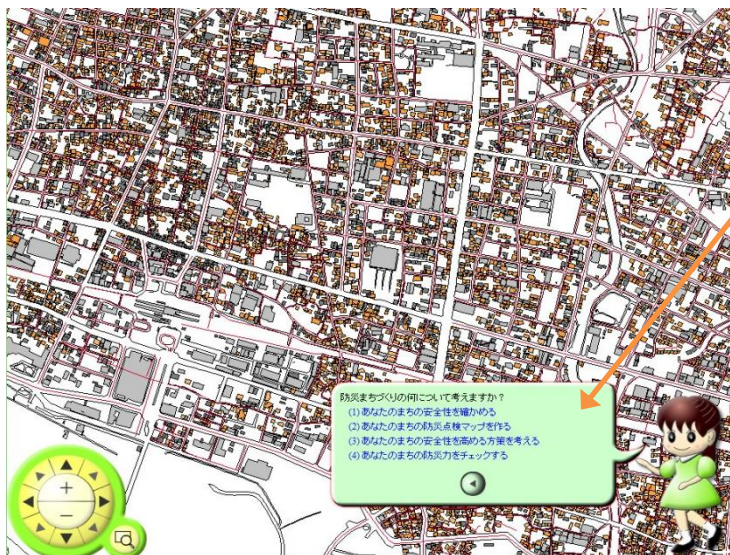 防災まちづくりの何について考えますか？
(1) あなたのまちの安全性を確かめる
(2) あなたのまちの防災点検マップを作る
(3) あなたのまちの安全性を高める方策を考える
(4) あなたのまちの防災力をチェックする